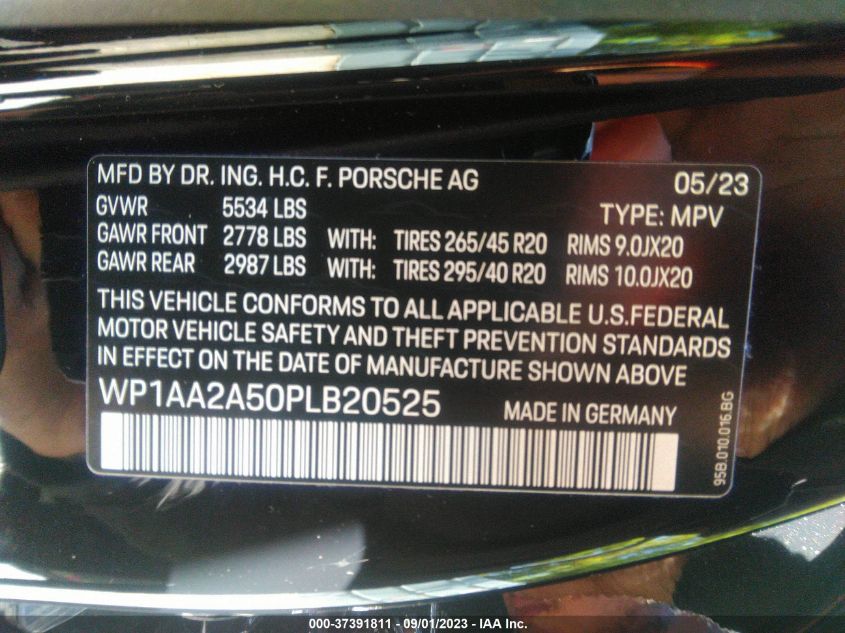 MFD BY DR. ING. H.C. F. PORSCHE AG 05/23
GVWR 5534 LBS TYPE: MPV
GAWR FRONT 2778 LBS WITH: TIRES 265/45 R20 RIMS 9.0JX20
GAWR REAR 2987 LBS WITH: TIRES 295/40 R20 RIMS 10.0JX20
THIS VEHICLE CONFORMS TO ALL APPLICABLE U.S.FEDERAL
MOTOR VEHICLE SAFETY AND THEFT PREVENTION STANDARDS
IN EFFECT ON THE DATE OF MANUFACTURE SHOWN ABOVE
WP1AA2A50PLB20525 MADE IN GERMANY
95B.010.016.BG
000-37391811 - 09/01/2023 - IAA Inc.